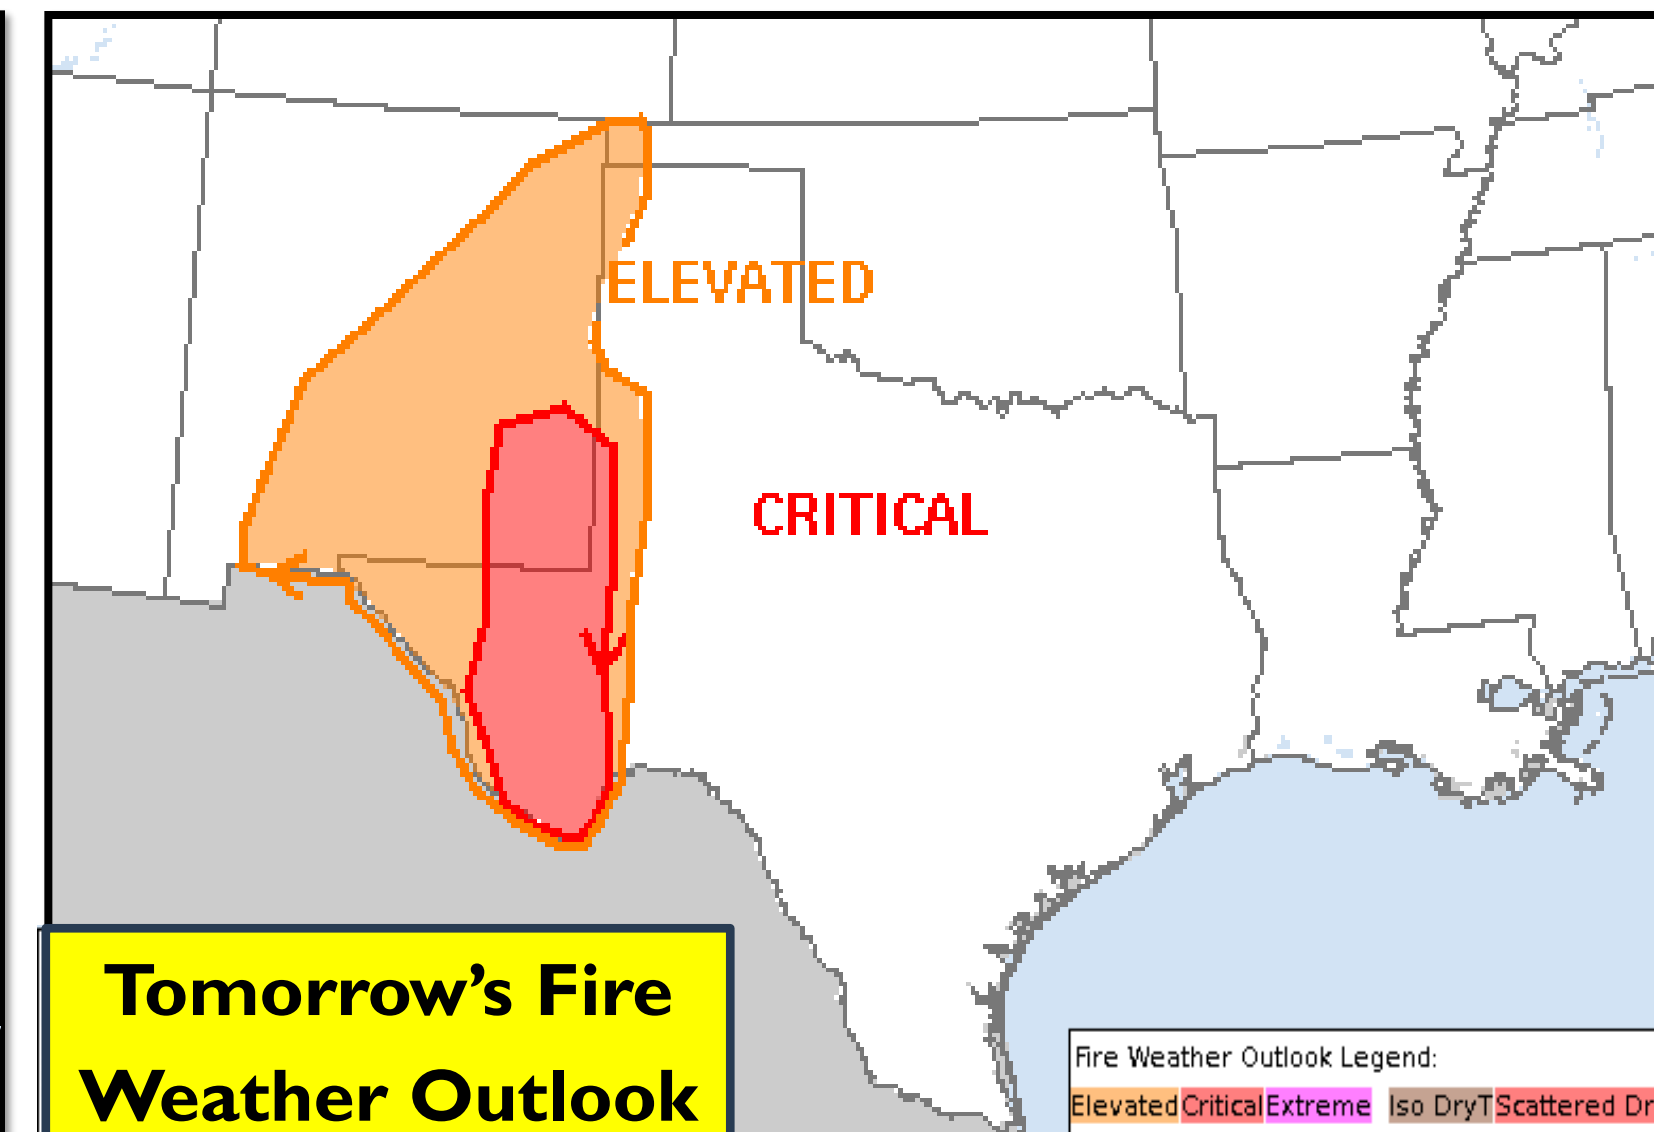 ELEVATED
CRITICAL
Tomorrow's Fire
Weather Outlook
Fire Weather Outlook Legend:
Elevated Critical Extreme Iso DryT Scattered Dr